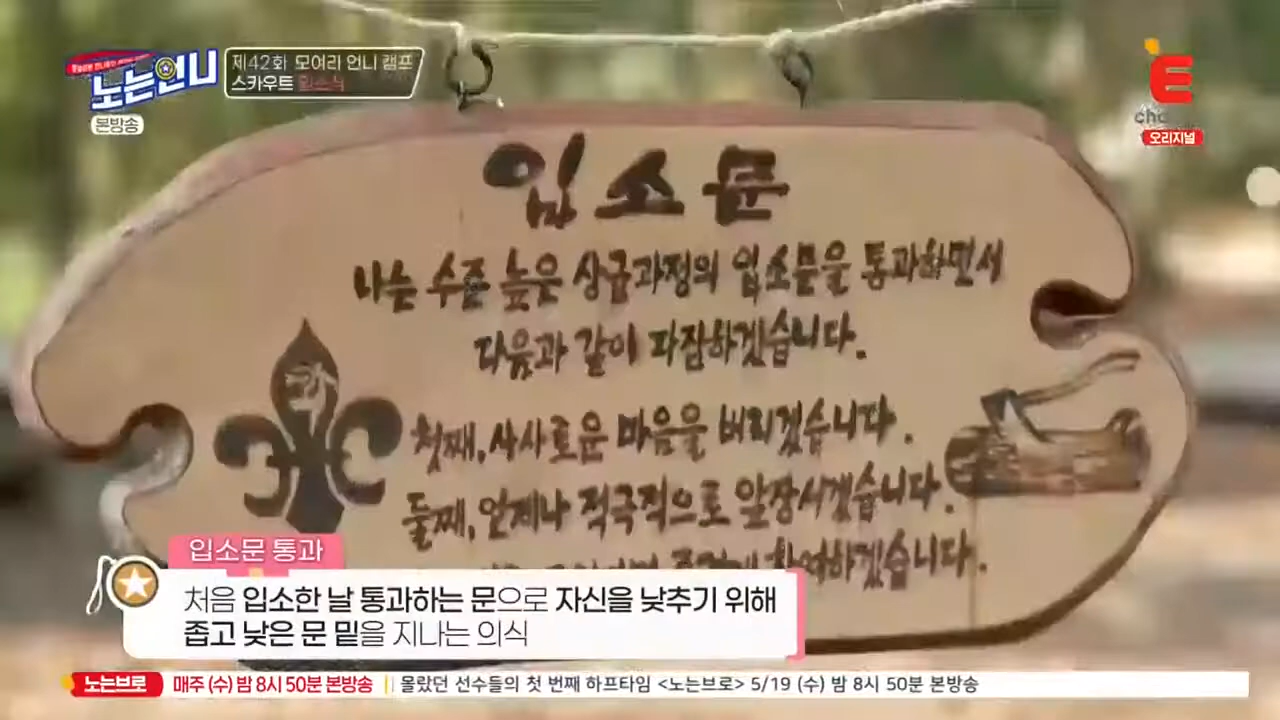 노는언니
본방송
제42화 모여라 언니 캠프
스카우트 입소식
E
오리지널
입소문
나는 수준 높은 상급과정의 입소문을 통과하면서
다음과 같이 다짐하겠습니다.
첫째, 사사로운 마음을 버리겠습니다.
둘째, 언제나 적극적으로 앞장서겠습니다.
참여하겠습니다.
입소문 통과
처음 입소한 날 통과하는 문으로 자신을 낮추기 위해
좁고 낮은 문 밑을 지나는 의식
노는브로 매주 (수) 밤 8시 50분 본방송 몰랐던 선수들의 첫 번째 하프타임 <노는브로> 5/19 (수) 밤 8시 50분 본방송